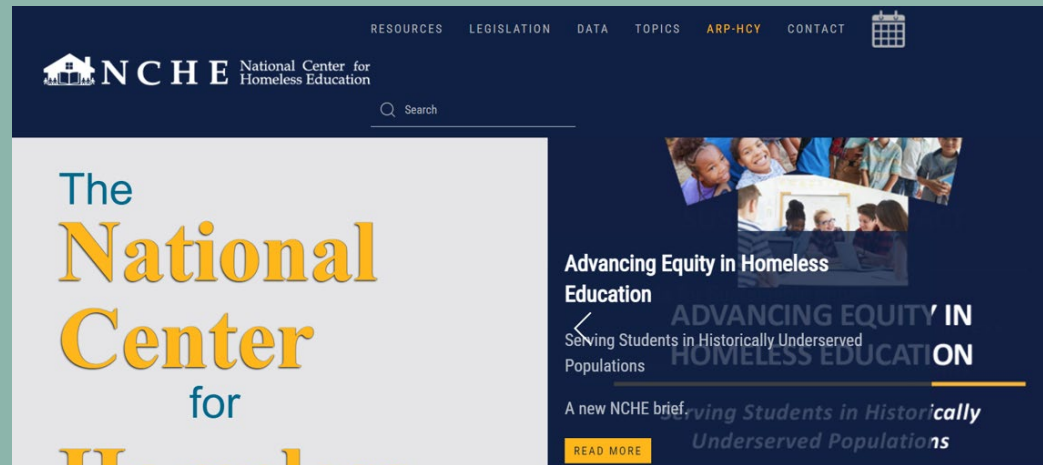 RESOURCES LEGISLATION DATA TOPICS ARP-HCY CONTACT
NCHE National Center for
Homeless Education
Search
The
National
Center
for
Advancing Equity in Homeless
Education
Serving Students in Historically Underserved
Populations
A new NCHE brief.
READ MORE
ADVANCING EQUITY IN
HOMELESS EDUCATION
Serving Students in Historically
Underserved Populations